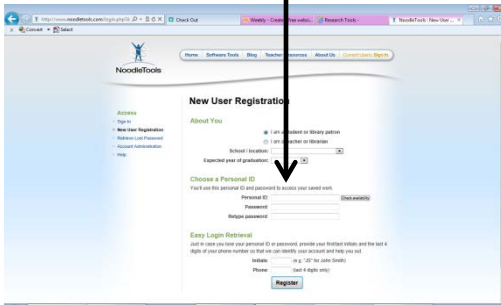 http://www.noodletools.com/login.php
Check Out
Weebly - Create a free websi...
Research Tools -
NoodleTools : New User ...
x Convert Select
NoodleTools
Home Software Tools Blog Teacher Resources About Us Current Users: Sign In
Access
Sign In
New User Registration
Retrieve Lost Password
Account Administration
Help
New User Registration
About You
I am a student or library patron
I am a teacher or librarian
School / location:
Expected year of graduation:
Choose a Personal ID
You'll use this personal ID and password to access your saved work.
Personal ID: Check availability
Password:
Retype password:
Easy Login Retrieval
Just in case you lose your personal ID or password, provide your first/last initials and the last 4
digits of your phone number so that we can identify your account and help you out.
Initials: (e.g. "JS" for John Smith)
Phone: (last 4 digits only)
Register